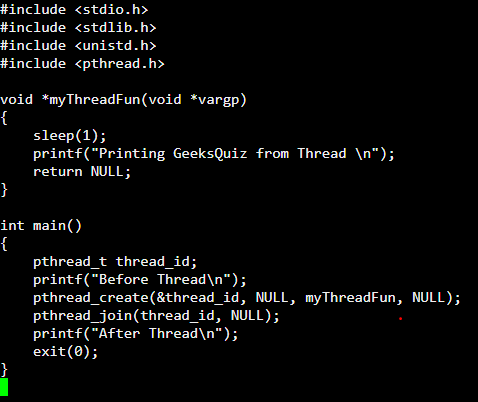 #include <stdio.h>
#include <stdlib.h>
#include <unistd.h>
#include <pthread.h>

void *myThreadFun(void *vargp)
{
    sleep(1);
    printf("Printing GeeksQuiz from Thread \n");
    return NULL;
}

int main()
{
    pthread_t thread_id;
    printf("Before Thread\n");
    pthread_create(&thread_id, NULL, myThreadFun, NULL);
    pthread_join(thread_id, NULL);
    printf("After Thread\n");
    exit(0);
}